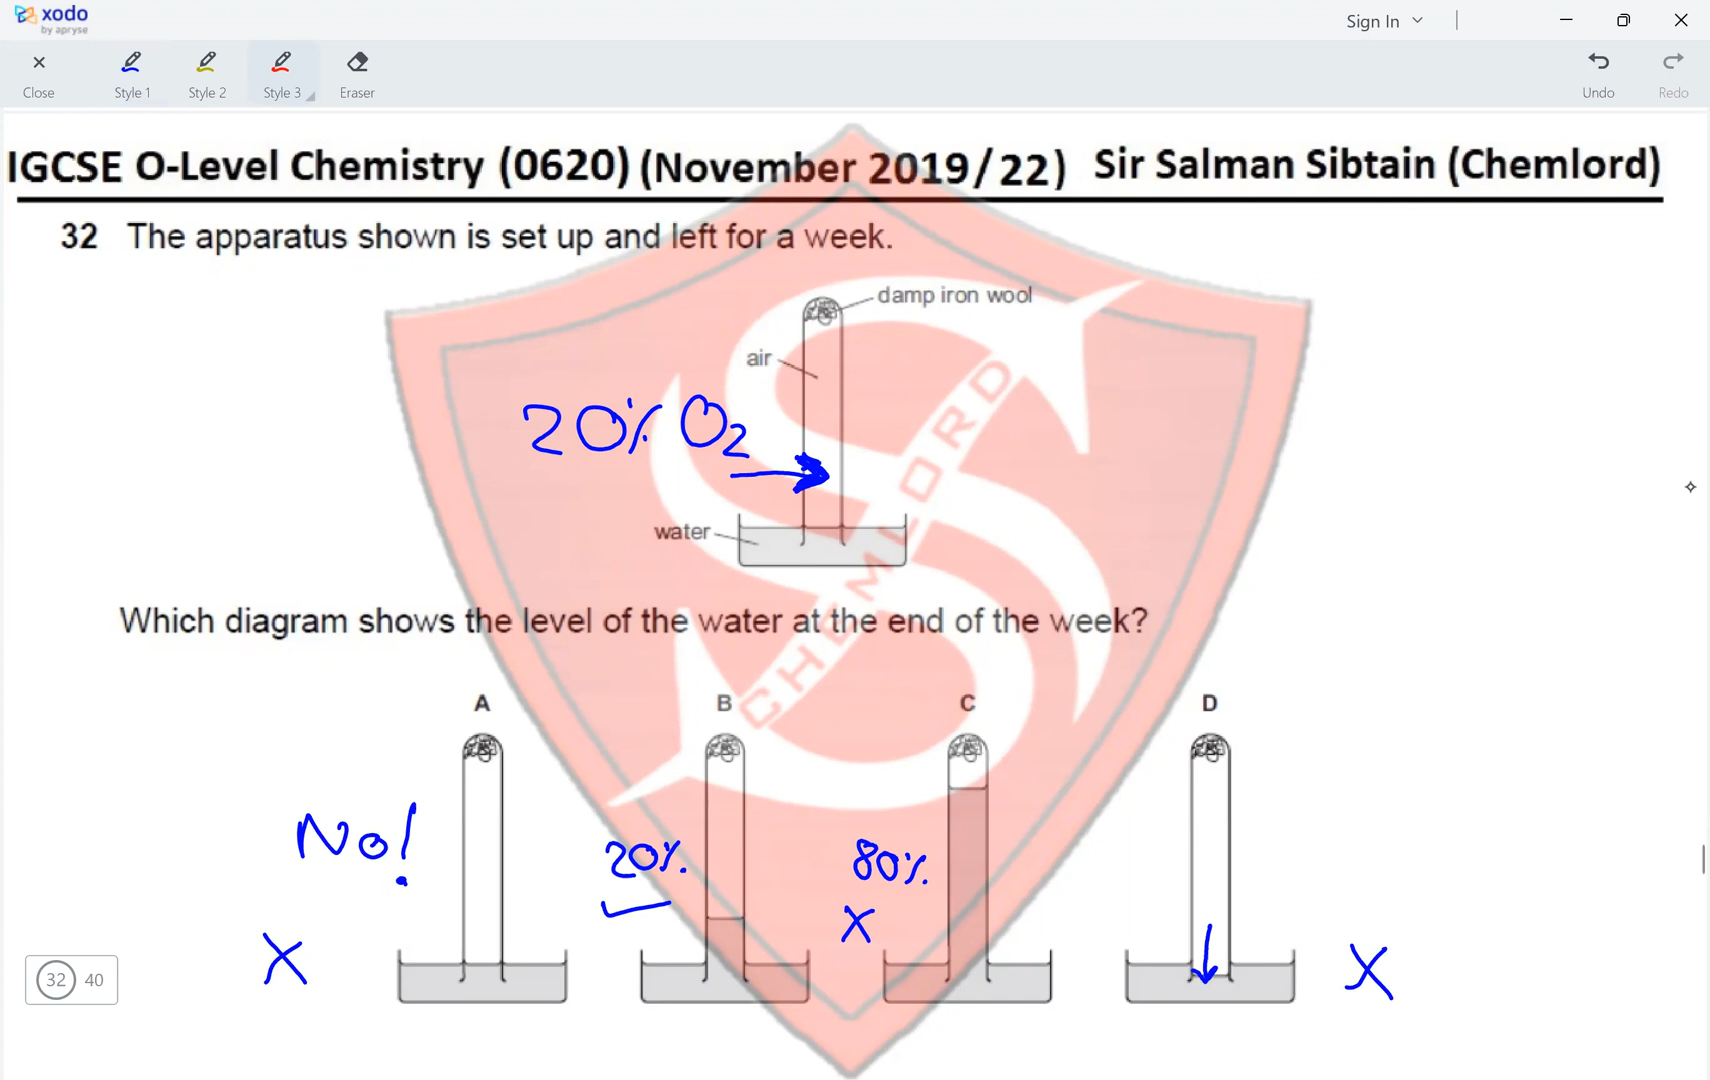 xodo
by apryse
Sign In
Close
Style 1
Style 2
Style 3
Eraser
Undo
Redo
IGCSE O-Level Chemistry (0620) (November 2019/22) Sir Salman Sibtain (Chemlord)
32 The apparatus shown is set up and left for a week.
damp iron wool
air
20% O₂
water
CHEMLORD
Which diagram shows the level of the water at the end of the week?
A B C D
No!
20%
80%
X
X
X
32 40